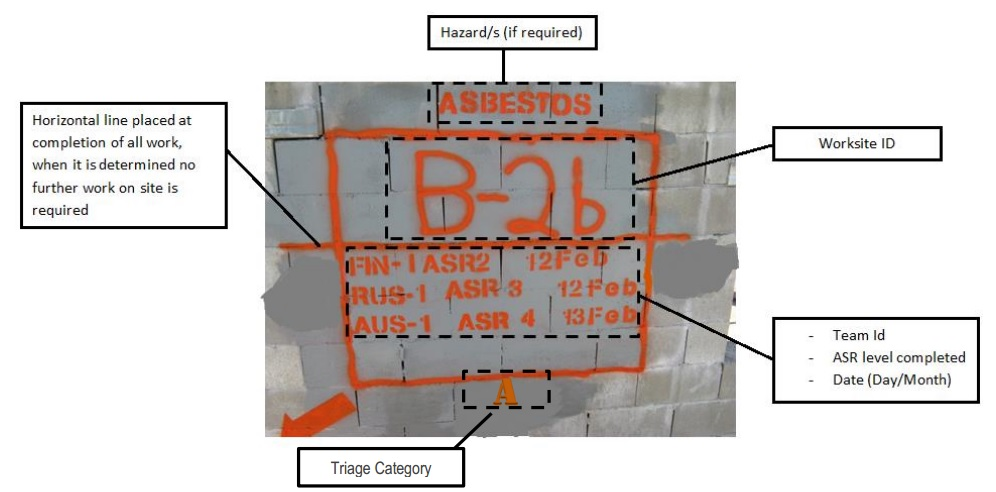 Hazard/s (if required)
ASBESTOS
Horizontal line placed at
completion of all work,
when it is determined no
further work on site is
required
Worksite ID
B-2b
FIN-1 ASR2 12Feb
RUS-1 ASR 3 12Feb
AUS-1 ASR 4 13Feb
- Team Id
- ASR level completed
- Date (Day/Month)
A
Triage Category